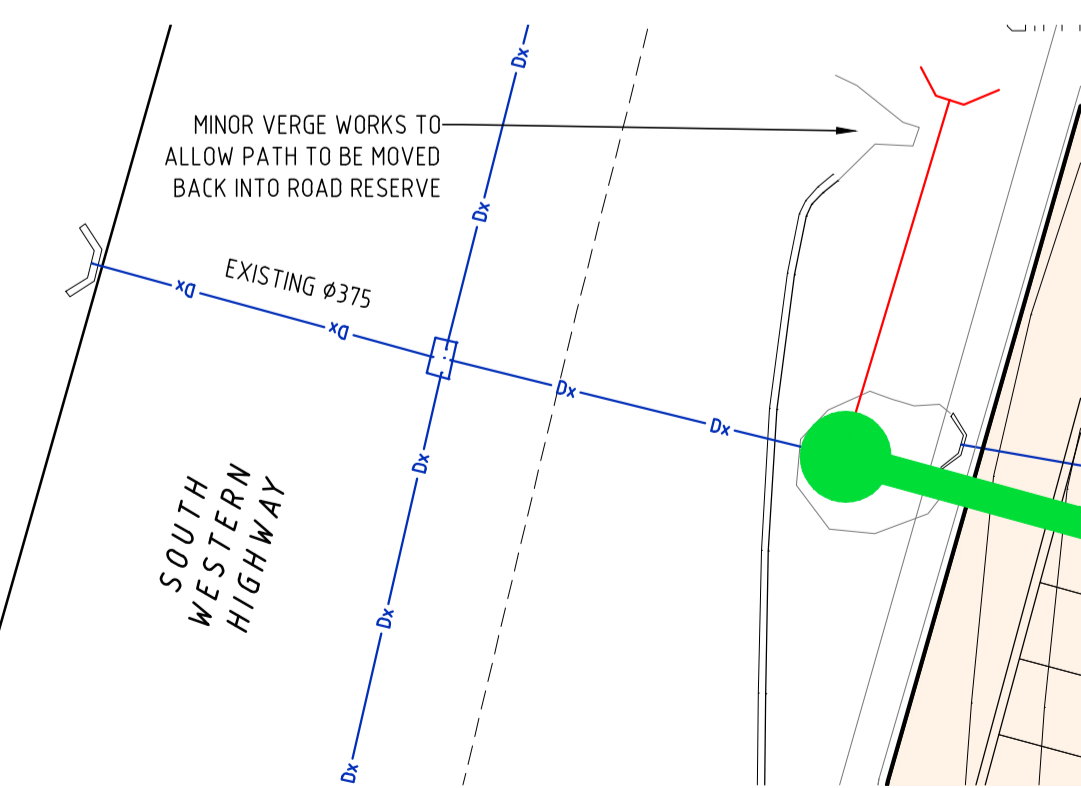 Dx
MINOR VERGE WORKS TO
ALLOW PATH TO BE MOVED
BACK INTO ROAD RESERVE
Dx
EXISTING Ø375
Dx
Dx
Dx
Dx
Dx
SOUTH
WESTERN
HIGHWAY
Dx
Dx